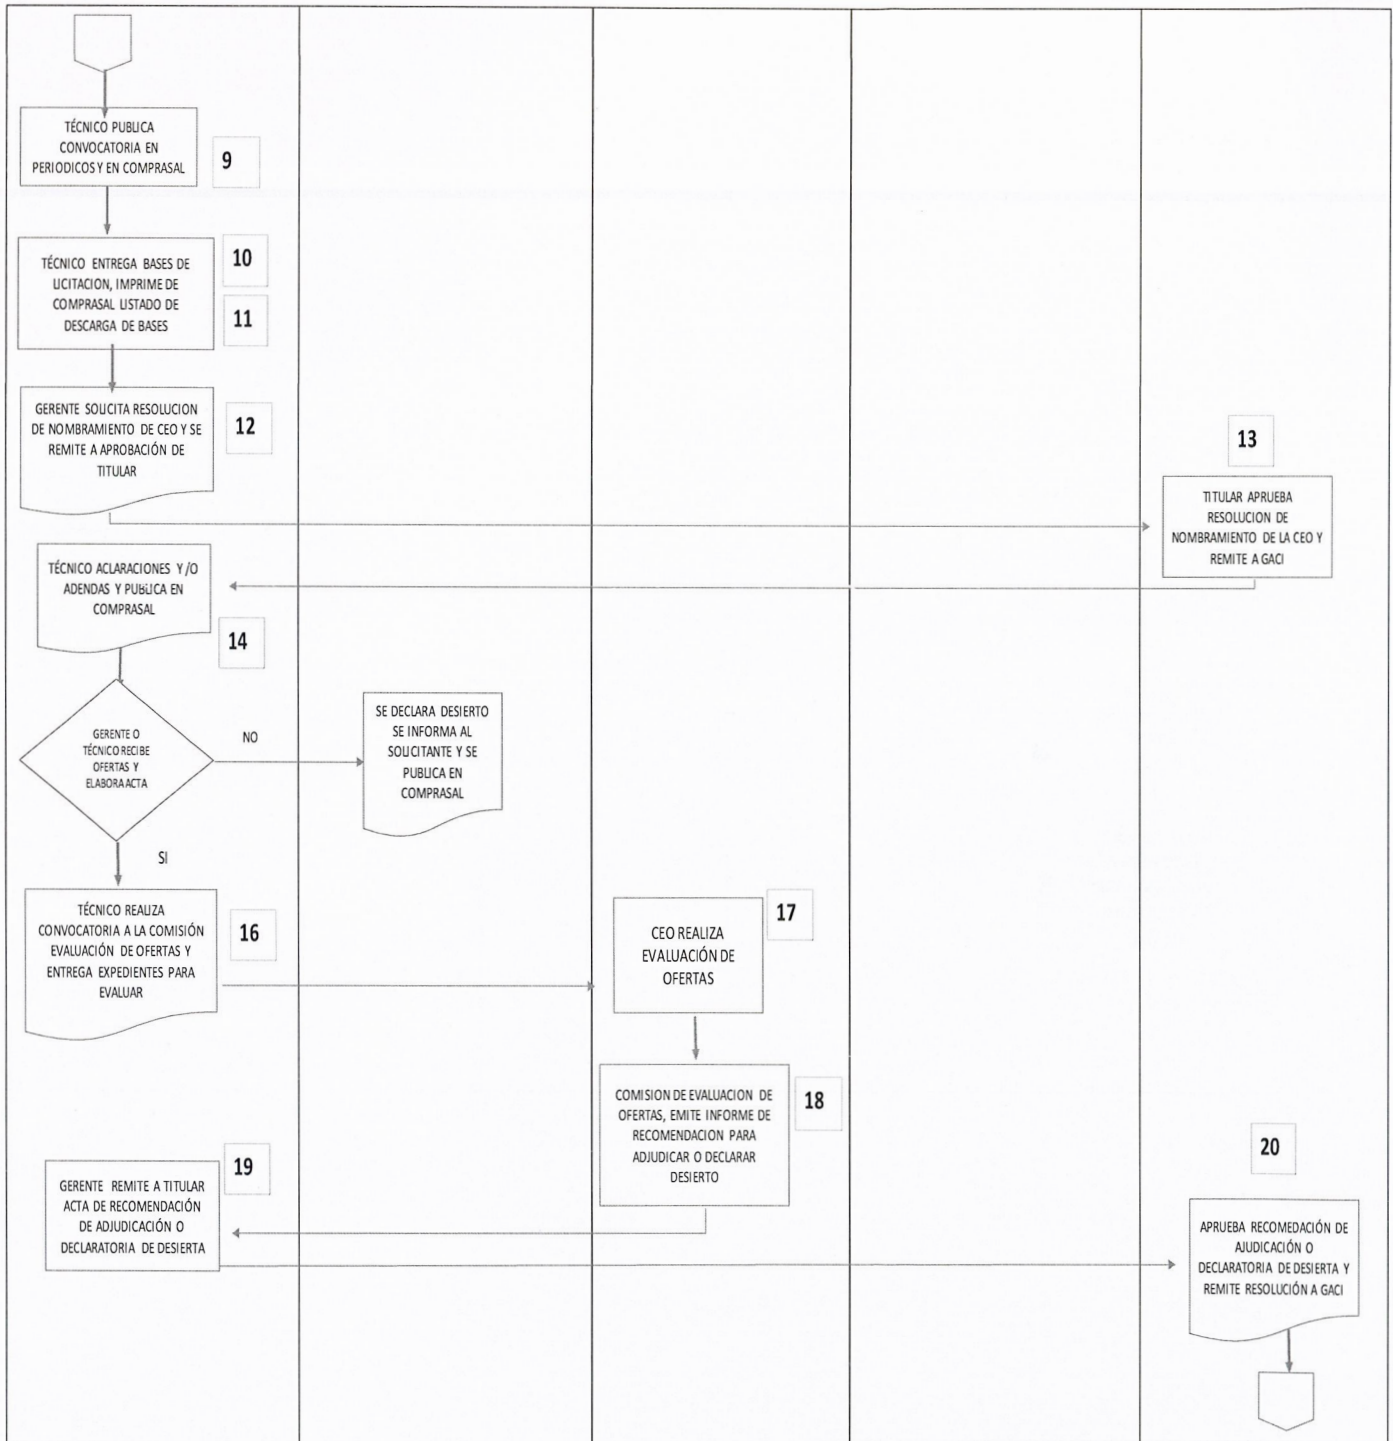 TÉCNICO PUBLICA
CONVOCATORIA EN
PERIODICOS Y EN COMPRASAL
9
TÉCNICO ENTREGA BASES DE
LICITACION, IMPRIME DE
COMPRASAL LISTADO DE
DESCARGA DE BASES
10
11
GERENTE SOLICITA RESOLUCION
DE NOMBRAMIENTO DE CEO Y SE
REMITE A APROBACIÓN DE
TITULAR
12
13
TITULAR APRUEBA
RESOLUCION DE
NOMBRAMIENTO DE LA CEO Y
REMITE A GACI
TÉCNICO ACLARACIONES Y /O
ADENDAS Y PUBLICA EN
COMPRASAL
14
GERENTE O
TÉCNICO RECIBE
OFERTAS Y
ELABORA ACTA
NO
SE DECLARA DESIERTO
SE INFORMA AL
SOLICITANTE Y SE
PUBLICA EN
COMPRASAL
SI
TÉCNICO REALIZA
CONVOCATORIA A LA COMISIÓN
EVALUACIÓN DE OFERTAS Y
ENTREGA EXPEDIENTES PARA
EVALUAR
16
17
CEO REALIZA
EVALUACIÓN DE
OFERTAS
COMISION DE EVALUACION DE
OFERTAS, EMITE INFORME DE
RECOMENDACION PARA
ADJUDICAR O DECLARAR
DESIERTO
18
19
GERENTE REMITE A TITULAR
ACTA DE RECOMENDACIÓN
DE ADJUDICACIÓN O
DECLARATORIA DE DESIERTA
20
APRUEBA RECOMEDACIÓN DE
AJUDICACIÓN O
DECLARATORIA DE DESIERTA Y
REMITE RESOLUCIÓN A GACI